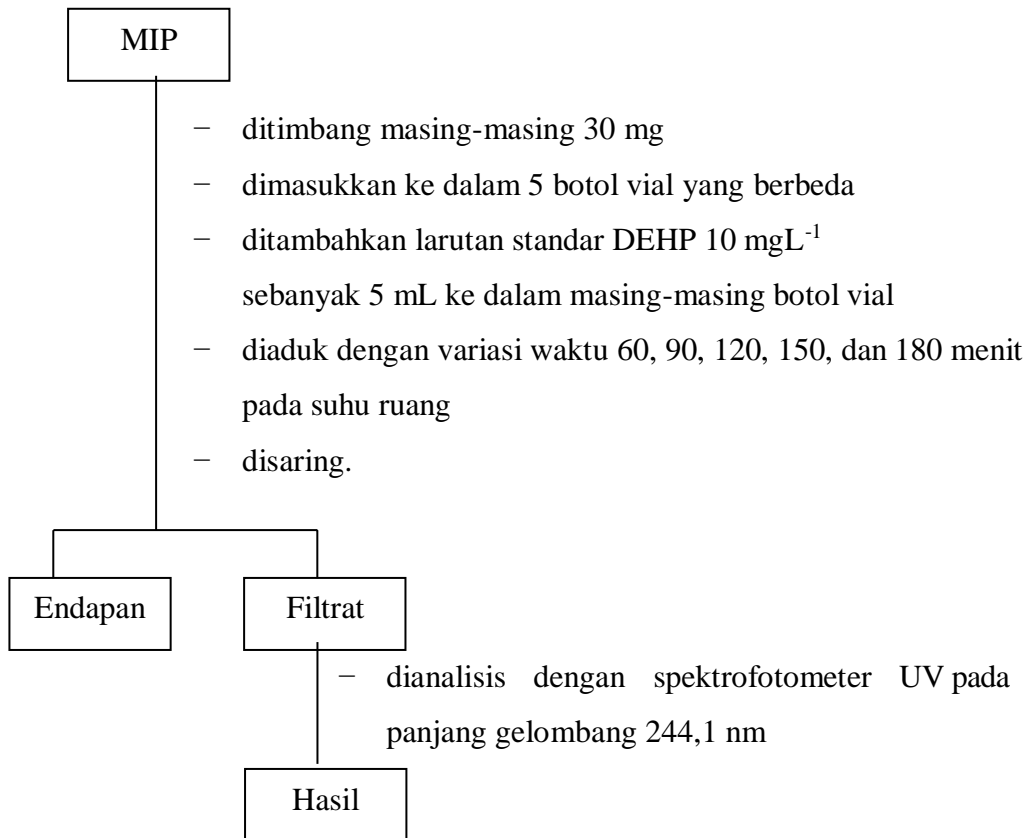 MIP
− ditimbang masing-masing 30 mg
− dimasukkan ke dalam 5 botol vial yang berbeda
− ditambahkan larutan standar DEHP 10 mgL⁻¹
sebanyak 5 mL ke dalam masing-masing botol vial
− diaduk dengan variasi waktu 60, 90, 120, 150, dan 180 menit
pada suhu ruang
− disaring.
Endapan
Filtrat
− dianalisis dengan spektrofotometer UV pada
panjang gelombang 244,1 nm
Hasil